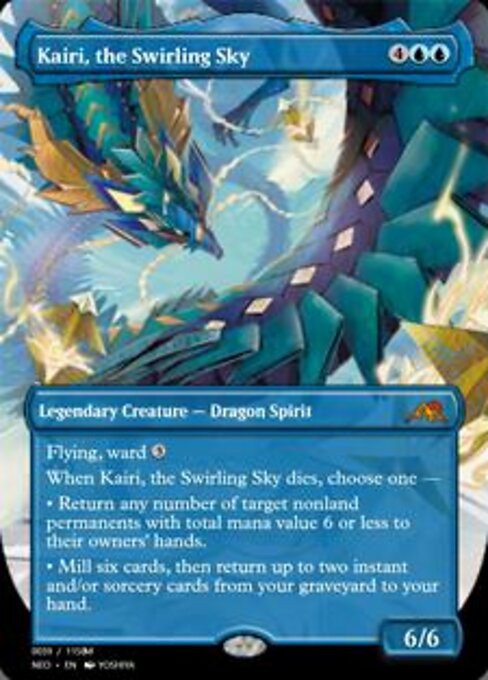 Kairi, the Swirling Sky 4
Legendary Creature — Dragon Spirit
Flying, ward 3
When Kairi, the Swirling Sky dies, choose one —
• Return any number of target nonland
permanents with total mana value 6 or less to
their owners' hands.
• Mill six cards, then return up to two instant
and/or sorcery cards from your graveyard to your
hand.
6/6
NEO • EN YOSHIYA